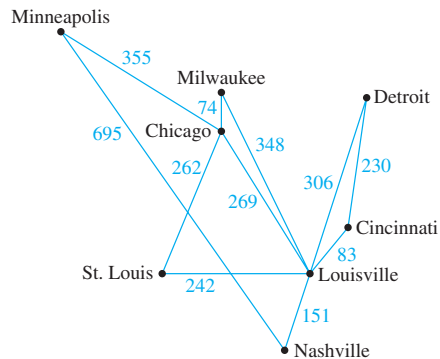 Minneapolis
355
Milwaukee
74
Detroit
Chicago
695
348
262
306
230
269
Cincinnati
83
St. Louis
242
Louisville
151
Nashville